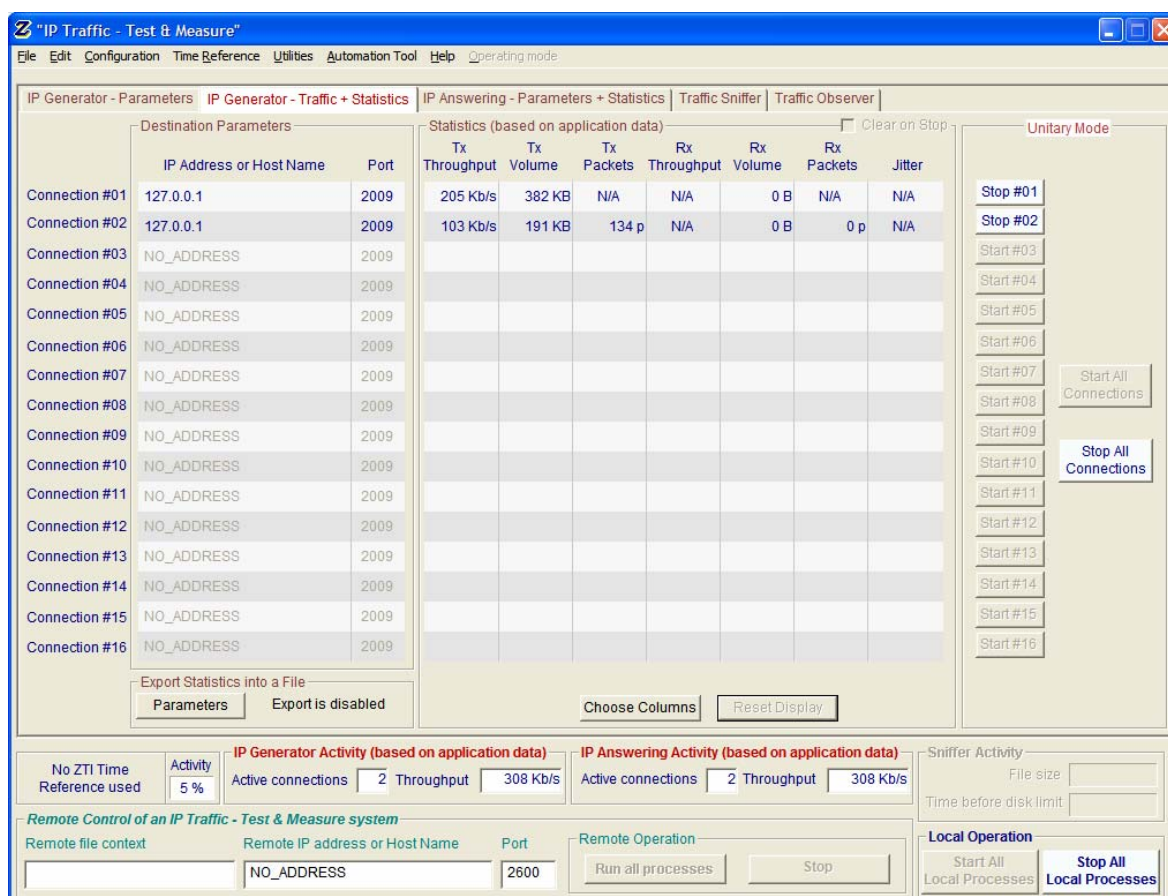 "IP Traffic - Test & Measure"
File Edit Configuration Time Reference Utilities Automation Tool Help Operating mode
IP Generator - Parameters IP Generator - Traffic + Statistics IP Answering - Parameters + Statistics Traffic Sniffer Traffic Observer
Destination Parameters Statistics (based on application data) Clear on Stop Unitary Mode
IP Address or Host Name Port Tx Throughput Tx Volume Tx Packets Rx Throughput Rx Volume Rx Packets Jitter
Connection #01 127.0.0.1 2009 205 Kb/s 382 KB N/A N/A 0 B N/A N/A Stop #01
Connection #02 127.0.0.1 2009 103 Kb/s 191 KB 134 p N/A 0 B 0 p N/A Stop #02
Connection #03 NO_ADDRESS 2009 Start #03
Connection #04 NO_ADDRESS 2009 Start #04
Connection #05 NO_ADDRESS 2009 Start #05
Connection #06 NO_ADDRESS 2009 Start #06
Connection #07 NO_ADDRESS 2009 Start #07 Start All
Connection #08 NO_ADDRESS 2009 Start #08 Connections
Connection #09 NO_ADDRESS 2009 Start #09
Connection #10 NO_ADDRESS 2009 Start #10 Stop All Connections
Connection #11 NO_ADDRESS 2009 Start #11
Connection #12 NO_ADDRESS 2009 Start #12
Connection #13 NO_ADDRESS 2009 Start #13
Connection #14 NO_ADDRESS 2009 Start #14
Connection #15 NO_ADDRESS 2009 Start #15
Connection #16 NO_ADDRESS 2009 Start #16
Export Statistics into a File
Parameters Export is disabled Choose Columns Reset Display
No ZTI Time Reference used
Activity
5 %
IP Generator Activity (based on application data)
Active connections 2 Throughput 308 Kb/s
IP Answering Activity (based on application data)
Active connections 2 Throughput 308 Kb/s
Sniffer Activity
File size
Time before disk limit
Remote Control of an IP Traffic - Test & Measure system
Remote file context Remote IP address or Host Name Port
NO_ADDRESS 2600
Remote Operation
Run all processes Stop
Local Operation
Start All Local Processes
Stop All Local Processes